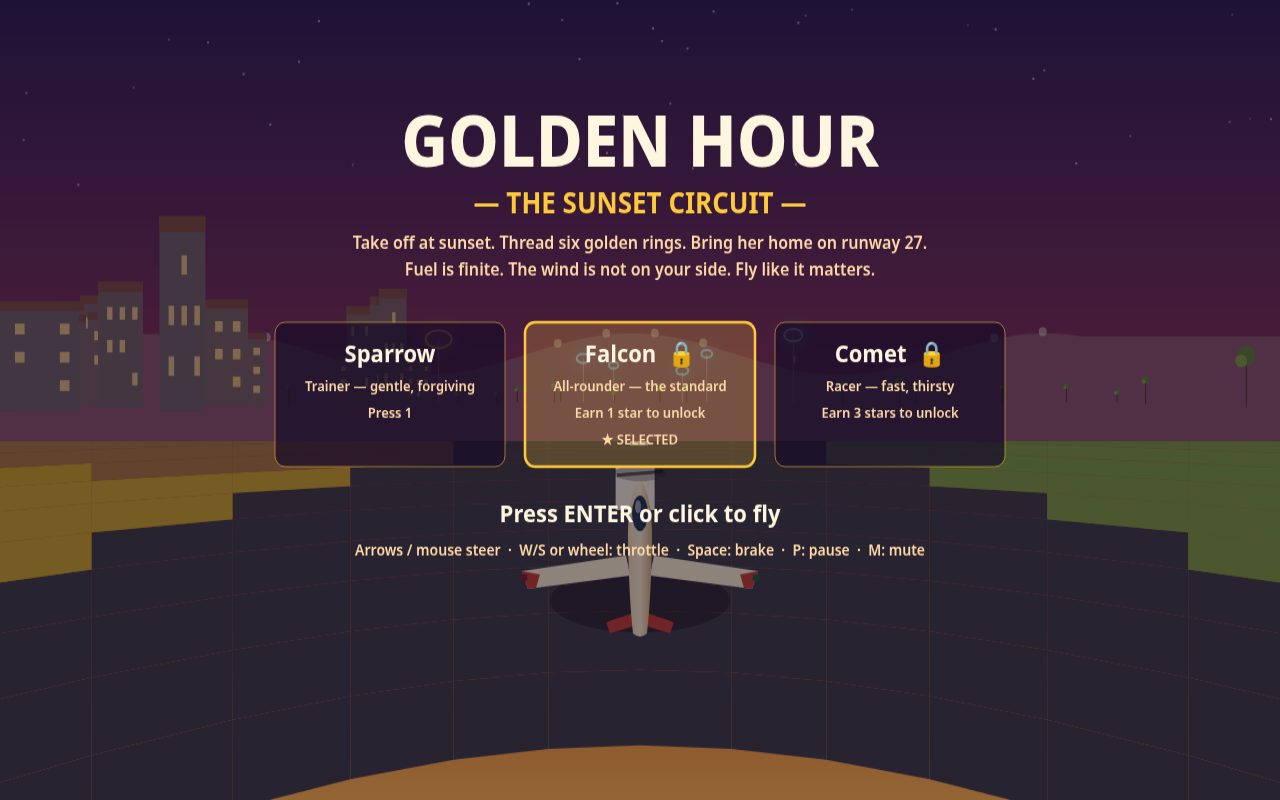 GOLDEN HOUR
— THE SUNSET CIRCUIT —
Take off at sunset. Thread six golden rings. Bring her home on runway 27.
Fuel is finite. The wind is not on your side. Fly like it matters.
Sparrow
Trainer — gentle, forgiving
Press 1
Falcon 🔒
All-rounder — the standard
Earn 1 star to unlock
★ SELECTED
Comet 🔒
Racer — fast, thirsty
Earn 3 stars to unlock
Press ENTER or click to fly
Arrows / mouse steer · W/S or wheel: throttle · Space: brake · P: pause · M: mute